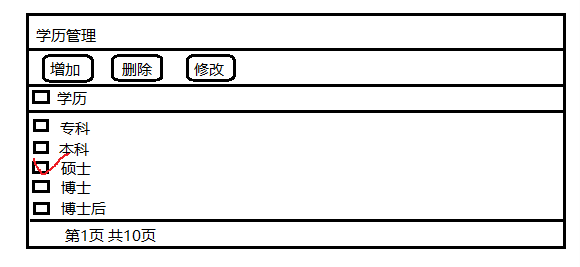 学历管理
增加 删除 修改
学历
专科
本科
硕士
博士
博士后
第1页 共10页